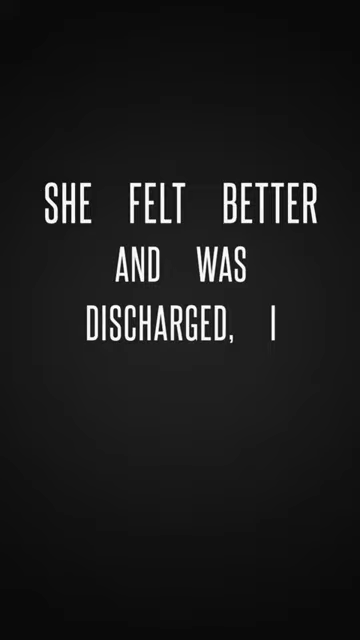 SHE FELT BETTER
AND WAS
DISCHARGED, I